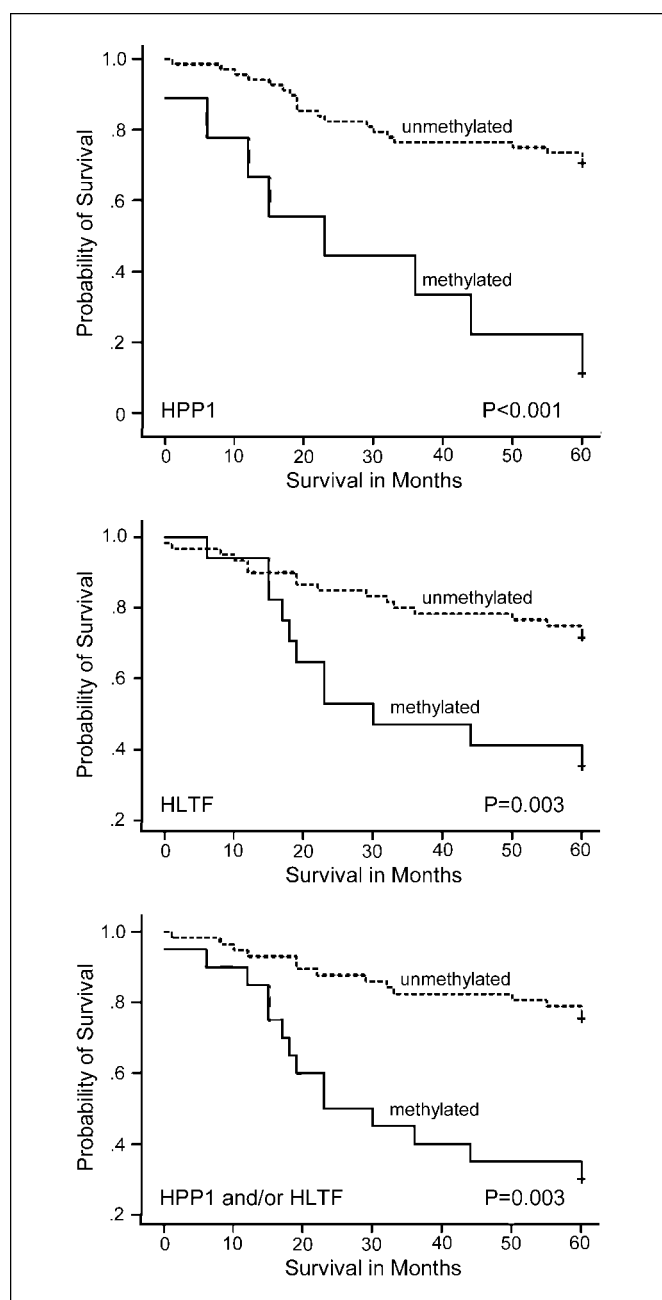 1.0
.8
.6
.4
.2
0
Probability of Survival
unmethylated
methylated
HPP1
P<0.001
0 10 20 30 40 50 60
Survival in Months
1.0
.8
.6
.4
.2
Probability of Survival
unmethylated
methylated
HLTF
P=0.003
0 10 20 30 40 50 60
Survival in Months
1.0
.8
.6
.4
.2
Probability of Survival
unmethylated
methylated
HPP1 and/or HLTF
P=0.003
0 10 20 30 40 50 60
Survival in Months